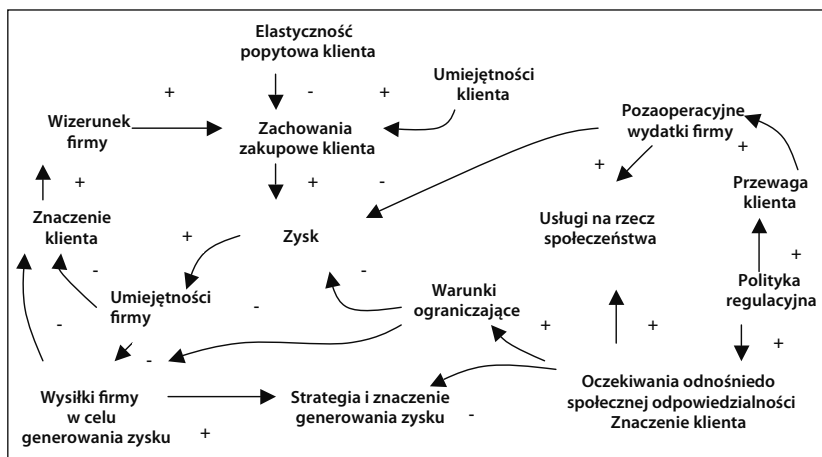 Elastyczność
popytowa klienta
+
-
+
Umiejętności
klienta
Wizerunek
firmy
Zachowania
zakupowe klienta
Pozaoperacyjne
wydatki firmy
+
+
-
+
+
Przewaga
klienta
Znaczenie
klienta
+
Zysk
Usługi na rzecz
społeczeństwa
-
-
+
Umiejętności
firmy
-
Warunki
ograniczające
Polityka
regulacyjna
-
-
+
+
+
Wysiłki firmy
w celu
generowania zysku
+
Strategia i znaczenie
generowania zysku
-
Oczekiwania odnośniedo
społecznej odpowiedzialności
Znaczenie klienta